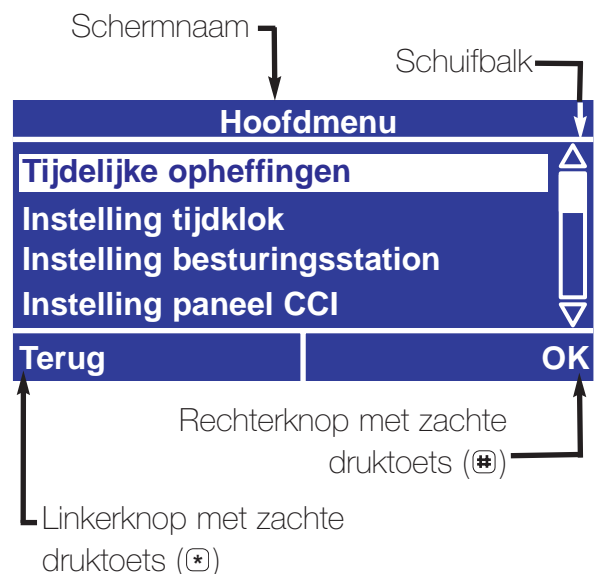 Schermnaam
Schuifbalk
Hoofdmenu
Tijdelijke opheffingen
Instelling tijdklok
Instelling besturingsstation
Instelling paneel CCI
Terug OK
Rechterknop met zachte
druktoets (#)
Linkerknop met zachte
druktoets (*)